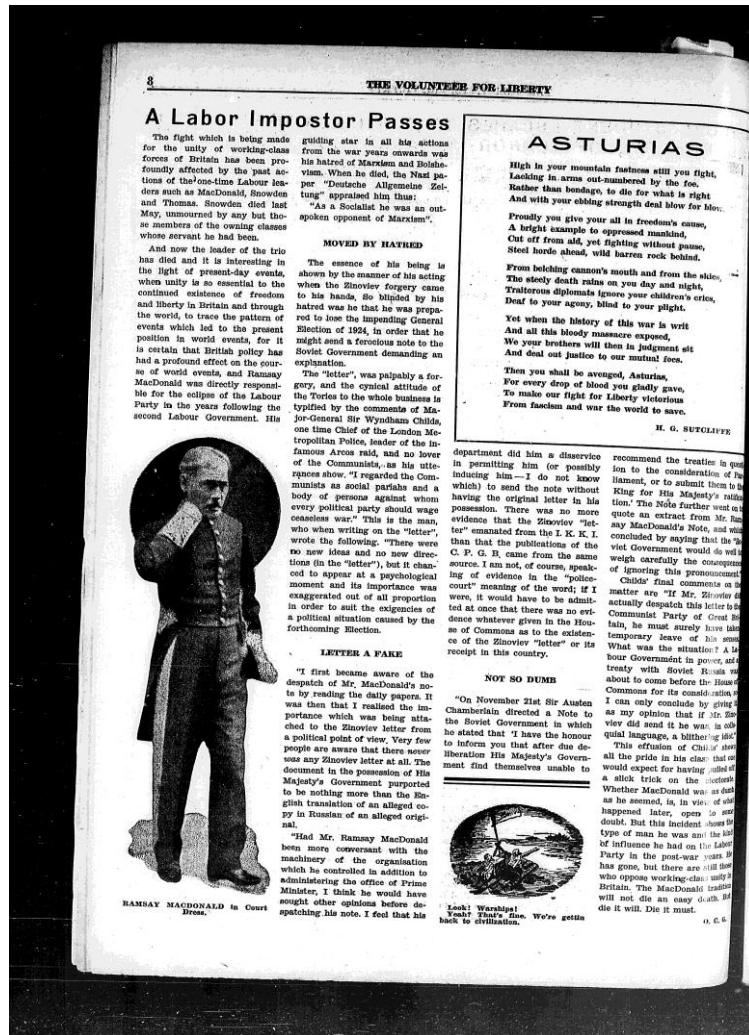 8
THE VOLUNTEER FOR LIBERTY
A Labor Impostor Passes
The fight which is being made
for the unity of working-class
forces of Britain has been pro-
foundly affected by the past ac-
tions of the one-time Labour lea-
ders such as MacDonald, Snowden
and Thomas. Snowden died last
May, unmourned by any but tho-
se members of the owning classes
whose servant he had been.
And now the leader of the trio
has died and it is interesting in
the light of present-day events,
when unity is so essential to the
continued existence of freedom
and liberty in Britain and through
the world, to trace the pattern of
events which led to the present
position in world events, for it
is certain that British policy has
had a profound effect on the cour-
se of world events, and Ramsay
MacDonald was directly responsi-
ble for the eclipse of the Labour
Party in the years following the
second Labour Government. His
RAMSAY MACDONALD in Court
Dress.
guiding star in all his actions
from the war years onwards was
his hatred of Marxism and Bolshe-
vism. When he died, the Nazi pa-
per "Deutsche Allgemeine Zei-
tung" appraised him thus:
"As a Socialist he was an out-
spoken opponent of Marxism".
MOVED BY HATRED
The essence of his being is
shown by the manner of his acting
when the Zinoviev forgery came
to his hands. So blinded by his
hatred was he that he was prepa-
red to lose the impending General
Election of 1924, in order that he
might send a ferocious note to the
Soviet Government demanding an
explanation.
The "letter", was palpably a for-
gery, and the cynical attitude of
the Tories to the whole business is
typified by the comments of Ma-
jor-General Sir Wyndham Childs,
one time Chief of the London Me-
tropolitan Police, leader of the in-
famous Arcos raid, and no lover
of the Communists, as his utte-
rances show. "I regarded the Com-
munists as social pariahs and a
body of persons against whom
every political party should wage
ceaseless war." This is the man,
who when writing on the "letter",
wrote the following. "There were
no new ideas and no new direc-
tions (in the "letter"), but it chan-
ced to appear at a psychological
moment and its importance was
exaggerated out of all proportion
in order to suit the exigencies of
a political situation caused by the
forthcoming Election.
LETTER A FAKE
"I first became aware of the
despatch of Mr. MacDonald's no-
te by reading the daily papers. It
was then that I realised the im-
portance which was being atta-
ched to the Zinoviev letter from
a political point of view. Very few
people are aware that there never
was any Zinoviev letter at all. The
document in the possession of His
Majesty's Government purported
to be nothing more than the En-
glish translation of an alleged co-
py in Russian of an alleged origi-
nal.
"Had Mr. Ramsay MacDonald
been more conversant with the
machinery of the organisation
which he controlled in addition to
administering the office of Prime
Minister, I think he would have
sought other opinions before de-
spatching his note. I feel that his
ASTURIAS
High in your mountain fastness still you fight,
Lacking in arms out-numbered by the foe.
Rather than bondage, to die for what is right
And with your ebbing strength deal blow for blow.
Proudly you give your all in freedom's cause,
A bright example to oppressed mankind,
Cut off from aid, yet fighting without pause,
Steel horde ahead, wild barren rock behind.
From belching cannon's mouth and from the skies,
The steely death rains on you day and night,
Traitorous diplomats ignore your children's cries,
Deaf to your agony, blind to your plight.
Yet when the history of this war is writ
And all this bloody massacre exposed,
We your brothers will then in judgment sit
And deal out justice to our mutual foes.
Then you shall be avenged, Asturias,
For every drop of blood you gladly gave,
To make our fight for Liberty victorious
From fascism and war the world to save.
H. G. SUTCLIFFE
department did him a disservice
in permitting him (or possibly
inducing him — I do not know
which) to send the note without
having the original letter in his
possession. There was no more
evidence that the Zinoviev "let-
ter" emanated from the I. K. K. I.
than that the publications of the
C. P. G. B. came from the same
source. I am not, of course, speak-
ing of evidence in the "police-
court" meaning of the word; if I
were, it would have to be admit-
ted at once that there was no evi-
dence whatever given in the Hou-
se of Commons as to the existen-
ce of the Zinoviev "letter" or its
receipt in this country.
NOT SO DUMB
"On November 21st Sir Austen
Chamberlain directed a Note to
the Soviet Government in which
he stated that 'I have the honour
to inform you that after due de-
liberation His Majesty's Govern-
ment find themselves unable to
Look! Warships!
Yeah? That's fine. We're gettin
back to civilization.
recommend the treaties in quest
ion to the consideration of Par
liament, or to submit them to the
King for His Majesty's ratifica
tion.' The Note further went on to
quote an extract from Mr. Ram
say MacDonald's Note, and which
concluded by saying that the "So
viet Government would do well to
weigh carefully the consequences
of ignoring this pronouncement."
Childs' final comments on the
matter are "If Mr. Zinoviev did
actually despatch this letter to the
Communist Party of Great Bri
tain, he must surely have taken
temporary leave of his senses.
What was the situation? A La
bour Government in power, and a
treaty with Soviet Russia was
about to come before the House of
Commons for its consideration, so
I can only conclude by giving it
as my opinion that if Mr. Zino
viev did send it he was, in collo
quial language, a blithering idiot."
This effusion of Childs' shows
all the pride in his class that one
would expect for having pulled off
a slick trick on the electorate.
Whether MacDonald was as dumb
as he seemed, is, in view of what
happened later, open to some
doubt. But this incident shows the
type of man he was and the kind
of influence he had on the Labour
Party in the post-war years. He
has gone, but there are still those
who oppose working-class unity in
Britain. The MacDonald tradition
will not die an easy death. But
die it will. Die it must.
O. C. G.